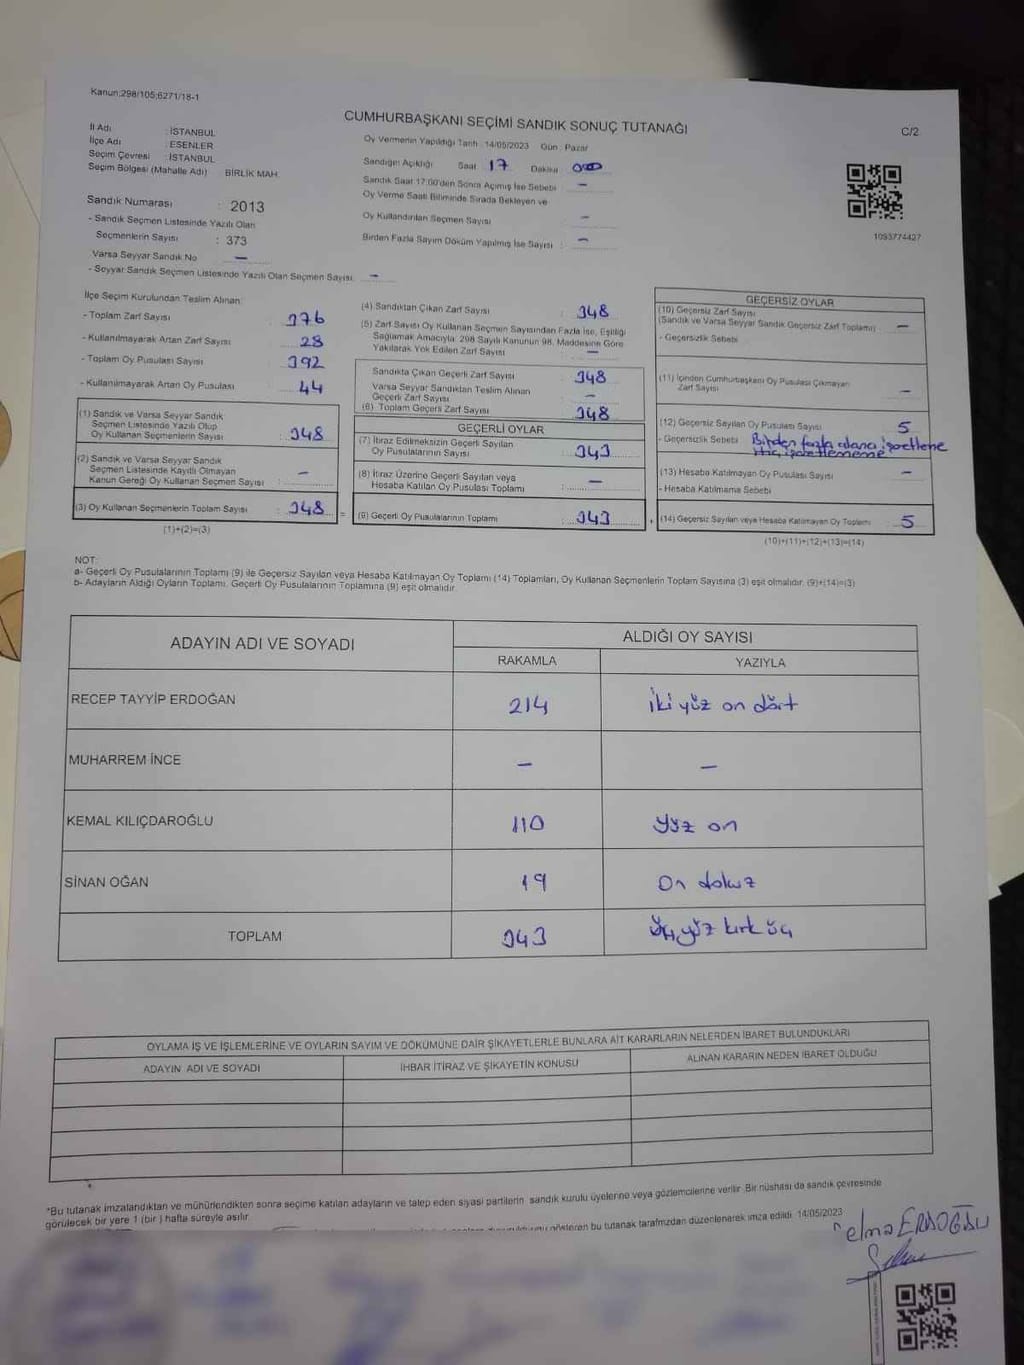 Kanun:298/105;6271/18-1
CUMHURBAŞKANI SEÇİMİ SANDIK SONUÇ TUTANAĞI
C/2
İl Adı : İSTANBUL
İlçe Adı : ESENLER
Seçim Çevresi : İSTANBUL
Seçim Bölgesi (Mahalle Adı) : BİRLİK MAH.
Oy Vermenin Yapıldığı Tarih : 14/05/2023 Gün : Pazar
Sandığın Açıldığı Saat 17 Dakika 00
Sandık Saat 17:00'den Sonra Açılmış İse Sebebi : -
Oy Verme Saati Bitiminde Sırada Bekleyen ve
Oy Kullandırılan Seçmen Sayısı : -
Birden Fazla Sayım Döküm Yapılmış İse Sayısı : -
1093774427
Sandık Numarası : 2013
- Sandık Seçmen Listesinde Yazılı Olan
Seçmenlerin Sayısı : 373
Varsa Seyyar Sandık No -
- Seyyar Sandık Seçmen Listesinde Yazılı Olan Seçmen Sayısı: -
İlçe Seçim Kurulundan Teslim Alınan:
- Toplam Zarf Sayısı : 376
- Kullanılmayarak Artan Zarf Sayısı : 28
- Toplam Oy Pusulası Sayısı : 392
- Kullanılmayarak Artan Oy Pusulası : 44
(1) Sandık ve Varsa Seyyar Sandık
Seçmen Listesinde Yazılı Olup
Oy Kullanan Seçmenlerin Sayısı : 348
(2) Sandık ve Varsa Seyyar Sandık
Seçmen Listesinde Kayıtlı Olmayan
Kanun Gereği Oy Kullanan Seçmen Sayısı : -
(3) Oy Kullanan Seçmenlerin Toplam Sayısı : 348 =
(1)+(2)=(3)
(4) Sandıktan Çıkan Zarf Sayısı : 348
(5) Zarf Sayısı Oy Kullanan Seçmen Sayısından Fazla İse, Eşitliği
Sağlamak Amacıyla; 298 Sayılı Kanunun 98. Maddesine Göre
Yakılarak Yok Edilen Zarf Sayısı : -
Sandıkta Çıkan Geçerli Zarf Sayısı : 348
Varsa Seyyar Sandıktan Teslim Alınan
Geçerli Zarf Sayısı : -
(6) Toplam Geçerli Zarf Sayısı : 348
GEÇERLİ OYLAR
(7) İtiraz Edilmeksizin Geçerli Sayılan
Oy Pusulalarının Sayısı : 343
(8) İtiraz Üzerine Geçerli Sayılan veya
Hesaba Katılan Oy Pusulası Toplamı : -
(9) Geçerli Oy Pusulalarının Toplamı : 343 +
GEÇERSİZ OYLAR
(10) Geçersiz Zarf Sayısı
(Sandık ve Varsa Seyyar Sandık Geçersiz Zarf Toplamı) : -
- Geçersizlik Sebebi
(11) İçinden Cumhurbaşkanı Oy Pusulası Çıkmayan
Zarf Sayısı : -
(12) Geçersiz Sayılan Oy Pusulası Sayısı : 5
- Geçersizlik Sebebi : Birden fazla alana işaretleme
Hiç işaretlememe
(13) Hesaba Katılmayan Oy Pusulası Sayısı : -
- Hesaba Katılmama Sebebi
(14) Geçersiz Sayılan veya Hesaba Katılmayan Oy Toplamı : 5
(10)+(11)+(12)+(13)=(14)
NOT:
a- Geçerli Oy Pusulalarının Toplamı (9) ile Geçersiz Sayılan veya Hesaba Katılmayan Oy Toplamı (14) Toplamları, Oy Kullanan Seçmenlerin Toplam Sayısına (3) eşit olmalıdır. (9)+(14)=(3)
b- Adayların Aldığı Oyların Toplamı, Geçerli Oy Pusulalarının Toplamına (9) eşit olmalıdır.
ADAYIN ADI VE SOYADI
ALDIĞI OY SAYISI
RAKAMLA YAZIYLA
RECEP TAYYİP ERDOĞAN 214 iki yüz on dört
MUHARREM İNCE - -
KEMAL KILIÇDAROĞLU 110 yüz on
SİNAN OĞAN 19 On dokuz
TOPLAM 343 üç yüz kırk üç
OYLAMA İŞ VE İŞLEMLERİNE VE OYLARIN SAYIM VE DÖKÜMÜNE DAİR ŞİKAYETLERLE BUNLARA AİT KARARLARIN NELERDEN İBARET BULUNDUKLARI
ADAYIN ADI VE SOYADI İHBAR İTİRAZ VE ŞİKAYETİN KONUSU ALINAN KARARIN NEDEN İBARET OLDUĞU
*Bu tutanak imzalandıktan ve mühürlendikten sonra seçime katılan adayların ve talep eden siyasi partilerin sandık kurulu üyelerine veya gözlemcilerine verilir. Bir nüshası da sandık çevresinde
görülecek bir yere 1 (bir) hafta süreyle asılır.
gösteren bu tutanak tarafımızdan düzenlenerek imza edildi. 14/05/2023